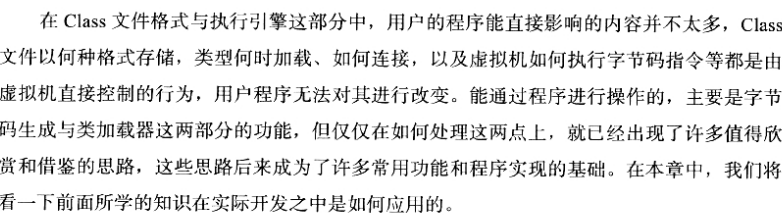 在 Class 文件格式与执行引擎这部分中，用户的程序能直接影响的内容并不太多，Class
文件以何种格式存储，类型何时加载、如何连接，以及虚拟机如何执行字节码指令等都是由
虚拟机直接控制的行为，用户程序无法对其进行改变。能通过程序进行操作的，主要是字节
码生成与类加载器这两部分的功能，但仅仅在如何处理这两点上，就已经出现了许多值得欣
赏和借鉴的思路，这些思路后来成为了许多常用功能和程序实现的基础。在本章中，我们将
看一下前面所学的知识在实际开发之中是如何应用的。